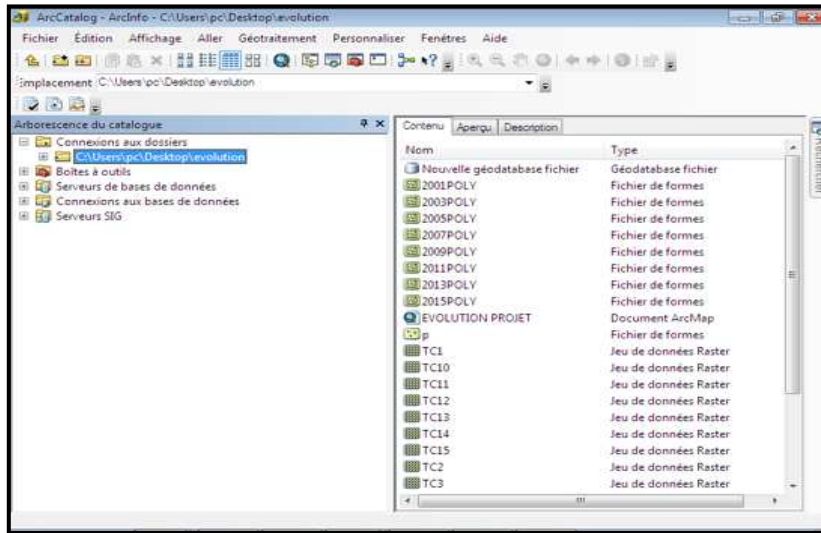 ArcCatalog - ArcInfo - C:\Users\pc\Desktop\evolution
Fichier Édition Affichage Aller Géotraitement Personnaliser Fenêtres Aide
Emplacement C:\Users\pc\Desktop\evolution
Arborescence du catalogue
Connexions aux dossiers
C:\Users\pc\Desktop\evolution
Boîtes à outils
Serveurs de bases de données
Connexions aux bases de données
Serveurs SIG
Contenu Aperçu Description
Nom Type
Nouvelle géodatabase fichier Géodatabase fichier
2001POLY Fichier de formes
2003POLY Fichier de formes
2005POLY Fichier de formes
2007POLY Fichier de formes
2009POLY Fichier de formes
2011POLY Fichier de formes
2013POLY Fichier de formes
2015POLY Fichier de formes
EVOLUTION PROJET Document ArcMap
p Fichier de formes
TC1 Jeu de données Raster
TC10 Jeu de données Raster
TC11 Jeu de données Raster
TC12 Jeu de données Raster
TC13 Jeu de données Raster
TC14 Jeu de données Raster
TC15 Jeu de données Raster
TC2 Jeu de données Raster
TC3 Jeu de données Raster
Rechercher